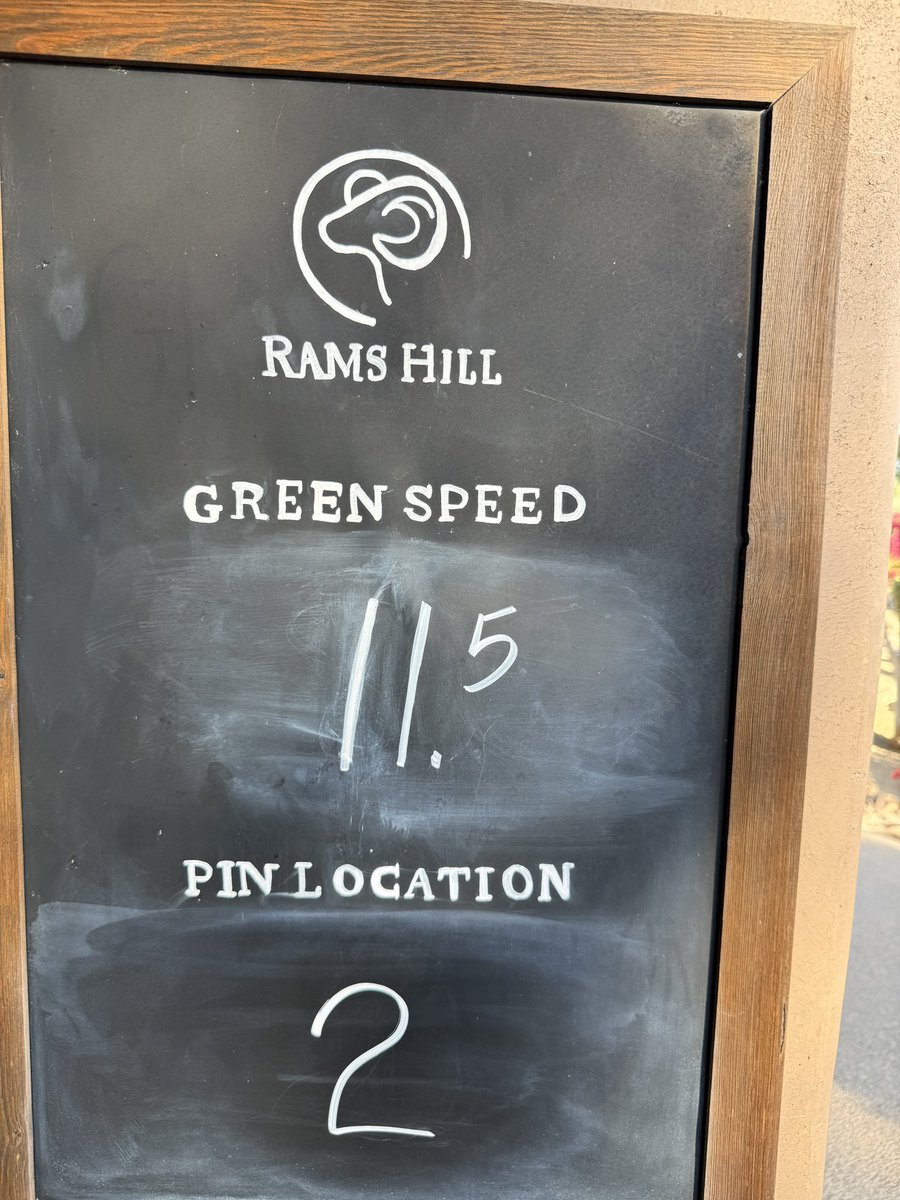 RAMS HILL
GREEN SPEED
11.5
PIN LOCATION
2